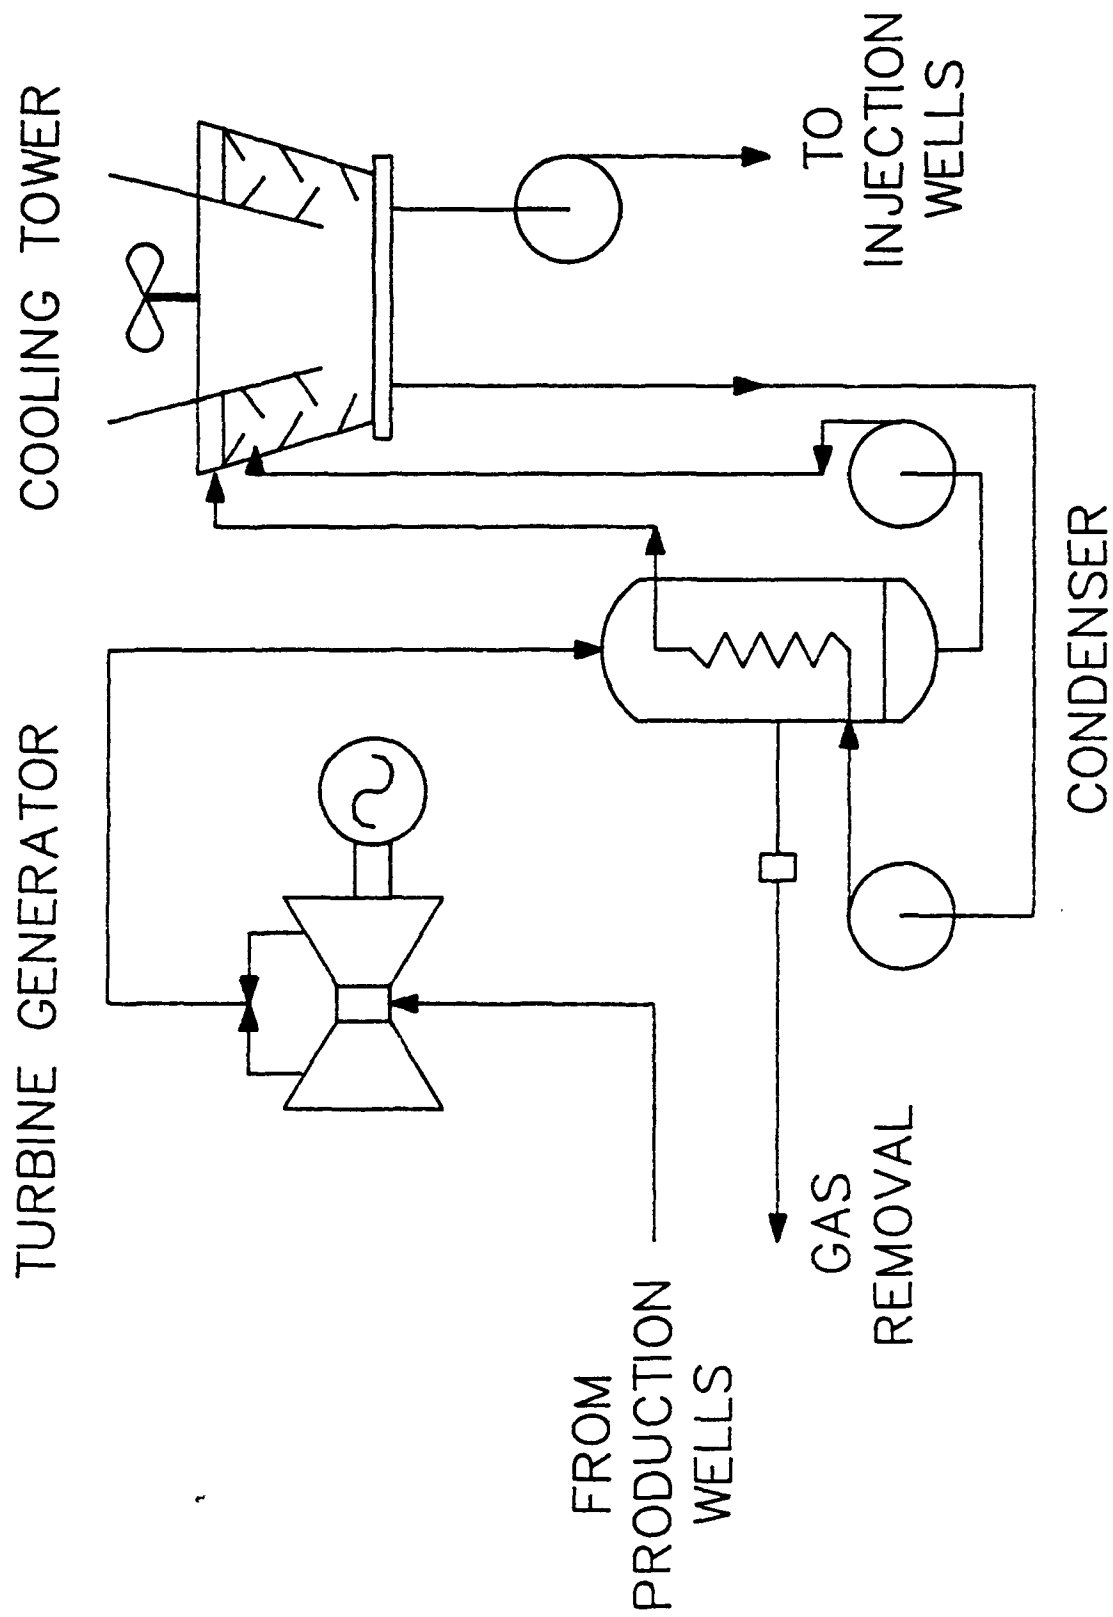 TURBINE GENERATOR
COOLING TOWER
FROM
PRODUCTION
WELLS
GAS
REMOVAL
CONDENSER
TO
INJECTION
WELLS